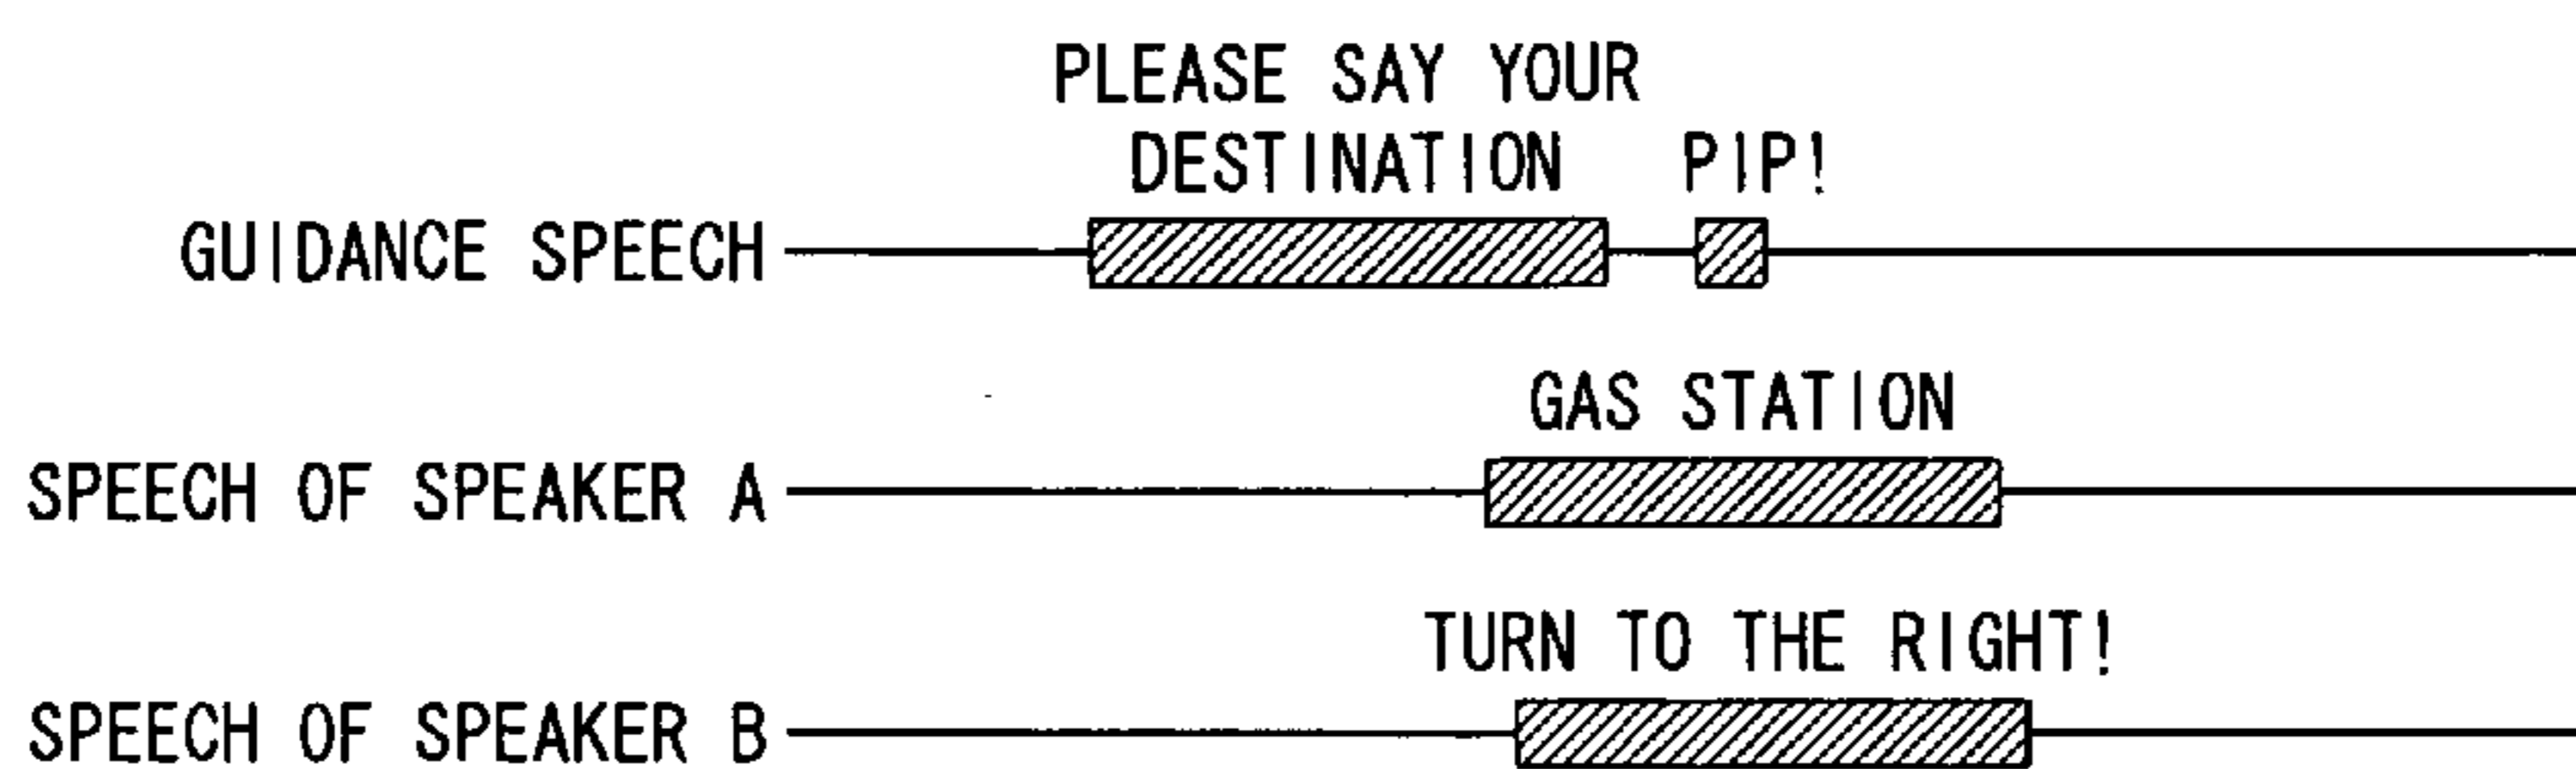 PLEASE SAY YOUR
DESTINATION PIP!
GUIDANCE SPEECH
GAS STATION
SPEECH OF SPEAKER A
TURN TO THE RIGHT!
SPEECH OF SPEAKER B